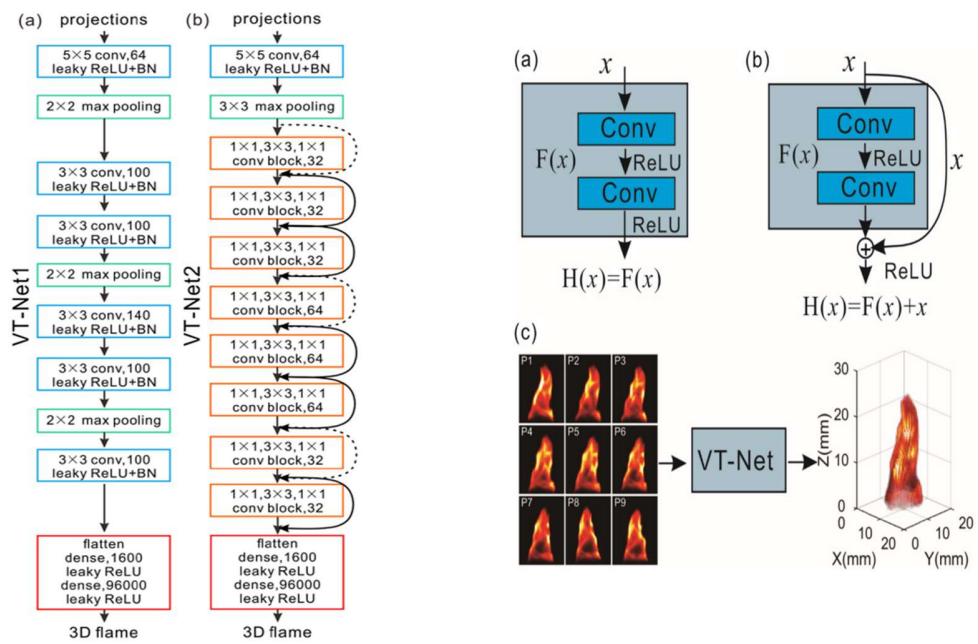 (a) projections
5×5 conv,64
leaky ReLU+BN
2×2 max pooling
3×3 conv,100
leaky ReLU+BN
3×3 conv,100
leaky ReLU+BN
2×2 max pooling
3×3 conv,140
leaky ReLU+BN
3×3 conv,100
leaky ReLU+BN
2×2 max pooling
3×3 conv,100
leaky ReLU+BN
flatten
dense,1600
leaky ReLU
dense,96000
leaky ReLU
3D flame
VT-Net1
(b) projections
5×5 conv,64
leaky ReLU+BN
3×3 max pooling
1×1,3×3,1×1
conv block,32
1×1,3×3,1×1
conv block,32
1×1,3×3,1×1
conv block,32
1×1,3×3,1×1
conv block,64
1×1,3×3,1×1
conv block,64
1×1,3×3,1×1
conv block,64
1×1,3×3,1×1
conv block,32
1×1,3×3,1×1
conv block,32
flatten
dense,1600
leaky ReLU
dense,96000
leaky ReLU
3D flame
VT-Net2
(a)
x
Conv
F(x)
ReLU
Conv
ReLU
H(x)=F(x)
(b)
x
Conv
F(x)
ReLU
x
Conv
+
ReLU
H(x)=F(x)+x
(c)
P1 P2 P3
P4 P5 P6
P7 P8 P9
VT-Net
30
20
10
0
Z(mm)
0
10
20
X(mm)
0
10
20
Y(mm)